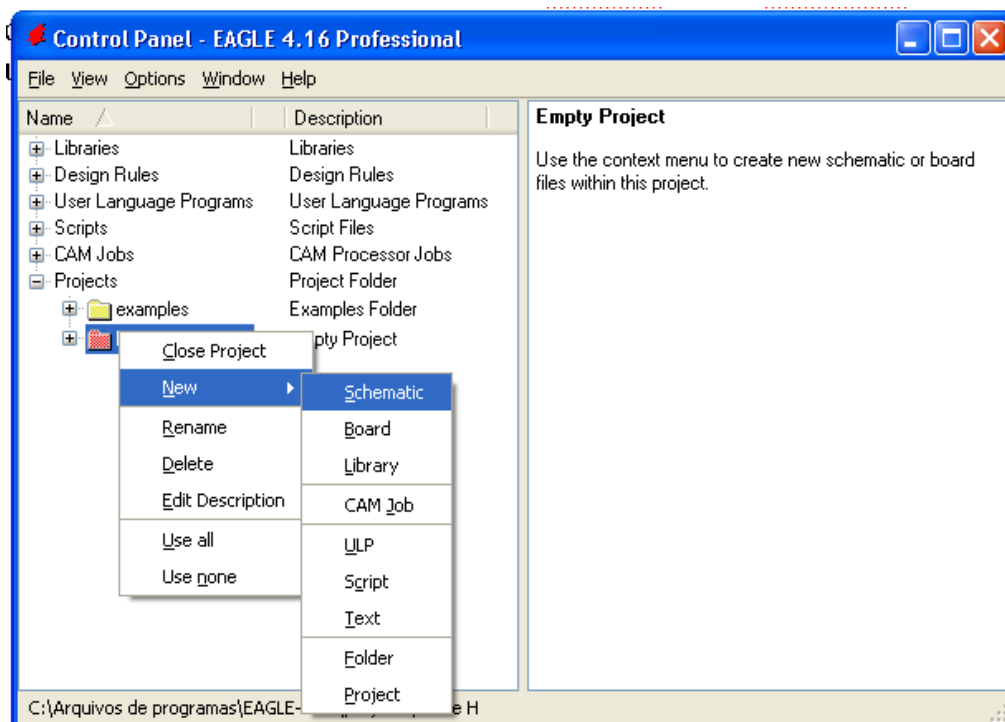 Control Panel - EAGLE 4.16 Professional
File View Options Window Help
Name Description
Libraries Libraries
Design Rules Design Rules
User Language Programs User Language Programs
Scripts Script Files
CAM Jobs CAM Processor Jobs
Projects Project Folder
examples Examples Folder
pty Project
Close Project
New
Rename
Delete
Edit Description
Use all
Use none
Schematic
Board
Library
CAM Job
ULP
Script
Text
Folder
Project
Empty Project
Use the context menu to create new schematic or board
files within this project.
C:\Arquivos de programas\EAGLE- e H